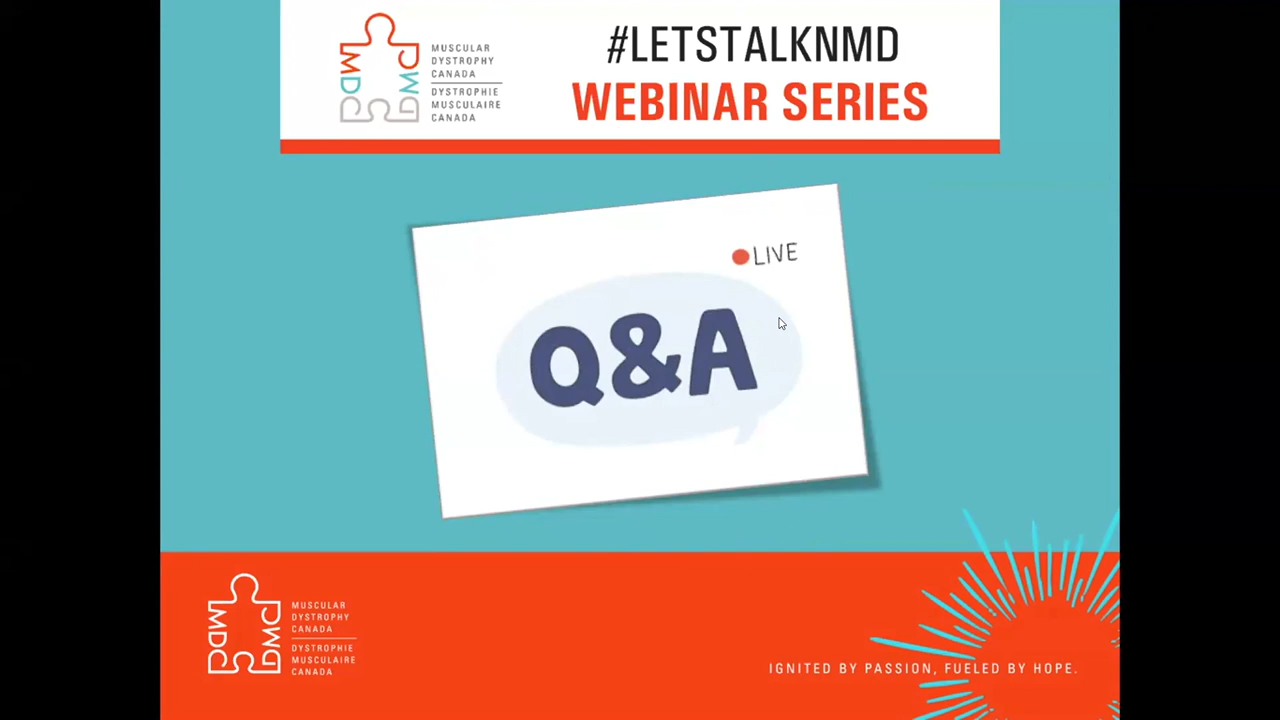 MUSCULAR
DYSTROPHY
CANADA
DYSTROPHIE
MUSCULAIRE
CANADA
#LETSTALKNMD
WEBINAR SERIES
LIVE
Q&A
MUSCULAR
DYSTROPHY
CANADA
DYSTROPHIE
MUSCULAIRE
CANADA
IGNITED BY PASSION, FUELED BY HOPE.